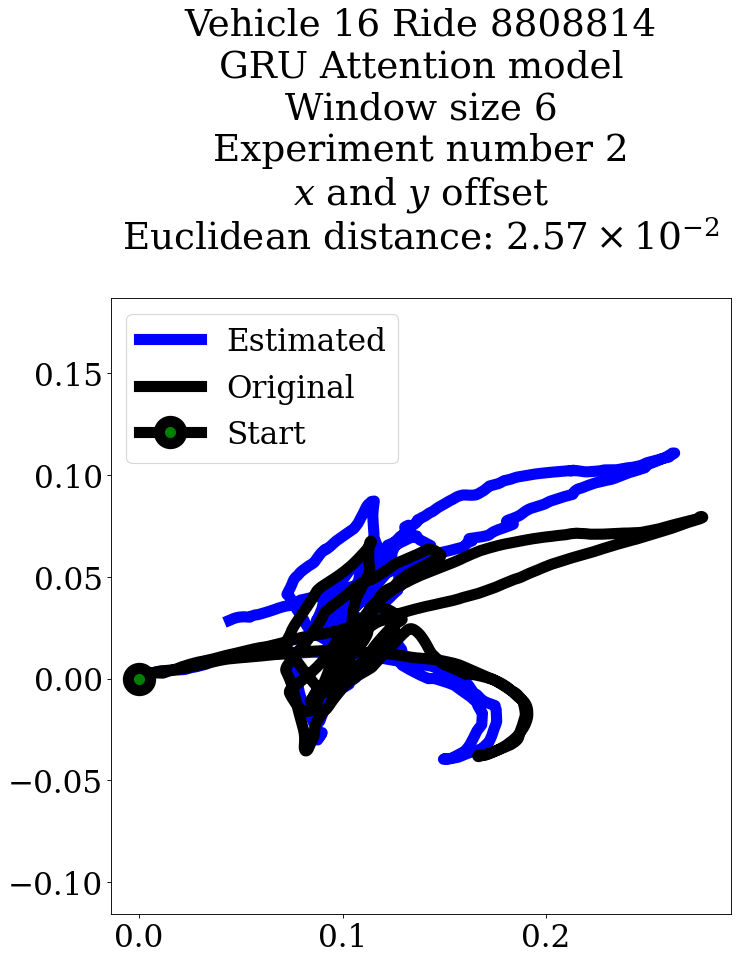 Vehicle 16 Ride 8808814
GRU Attention model
Window size 6
Experiment number 2
x and y offset
Euclidean distance: 2.57 × 10⁻²
Estimated
Original
Start
0.15
0.10
0.05
0.00
−0.05
−0.10
0.0 0.1 0.2